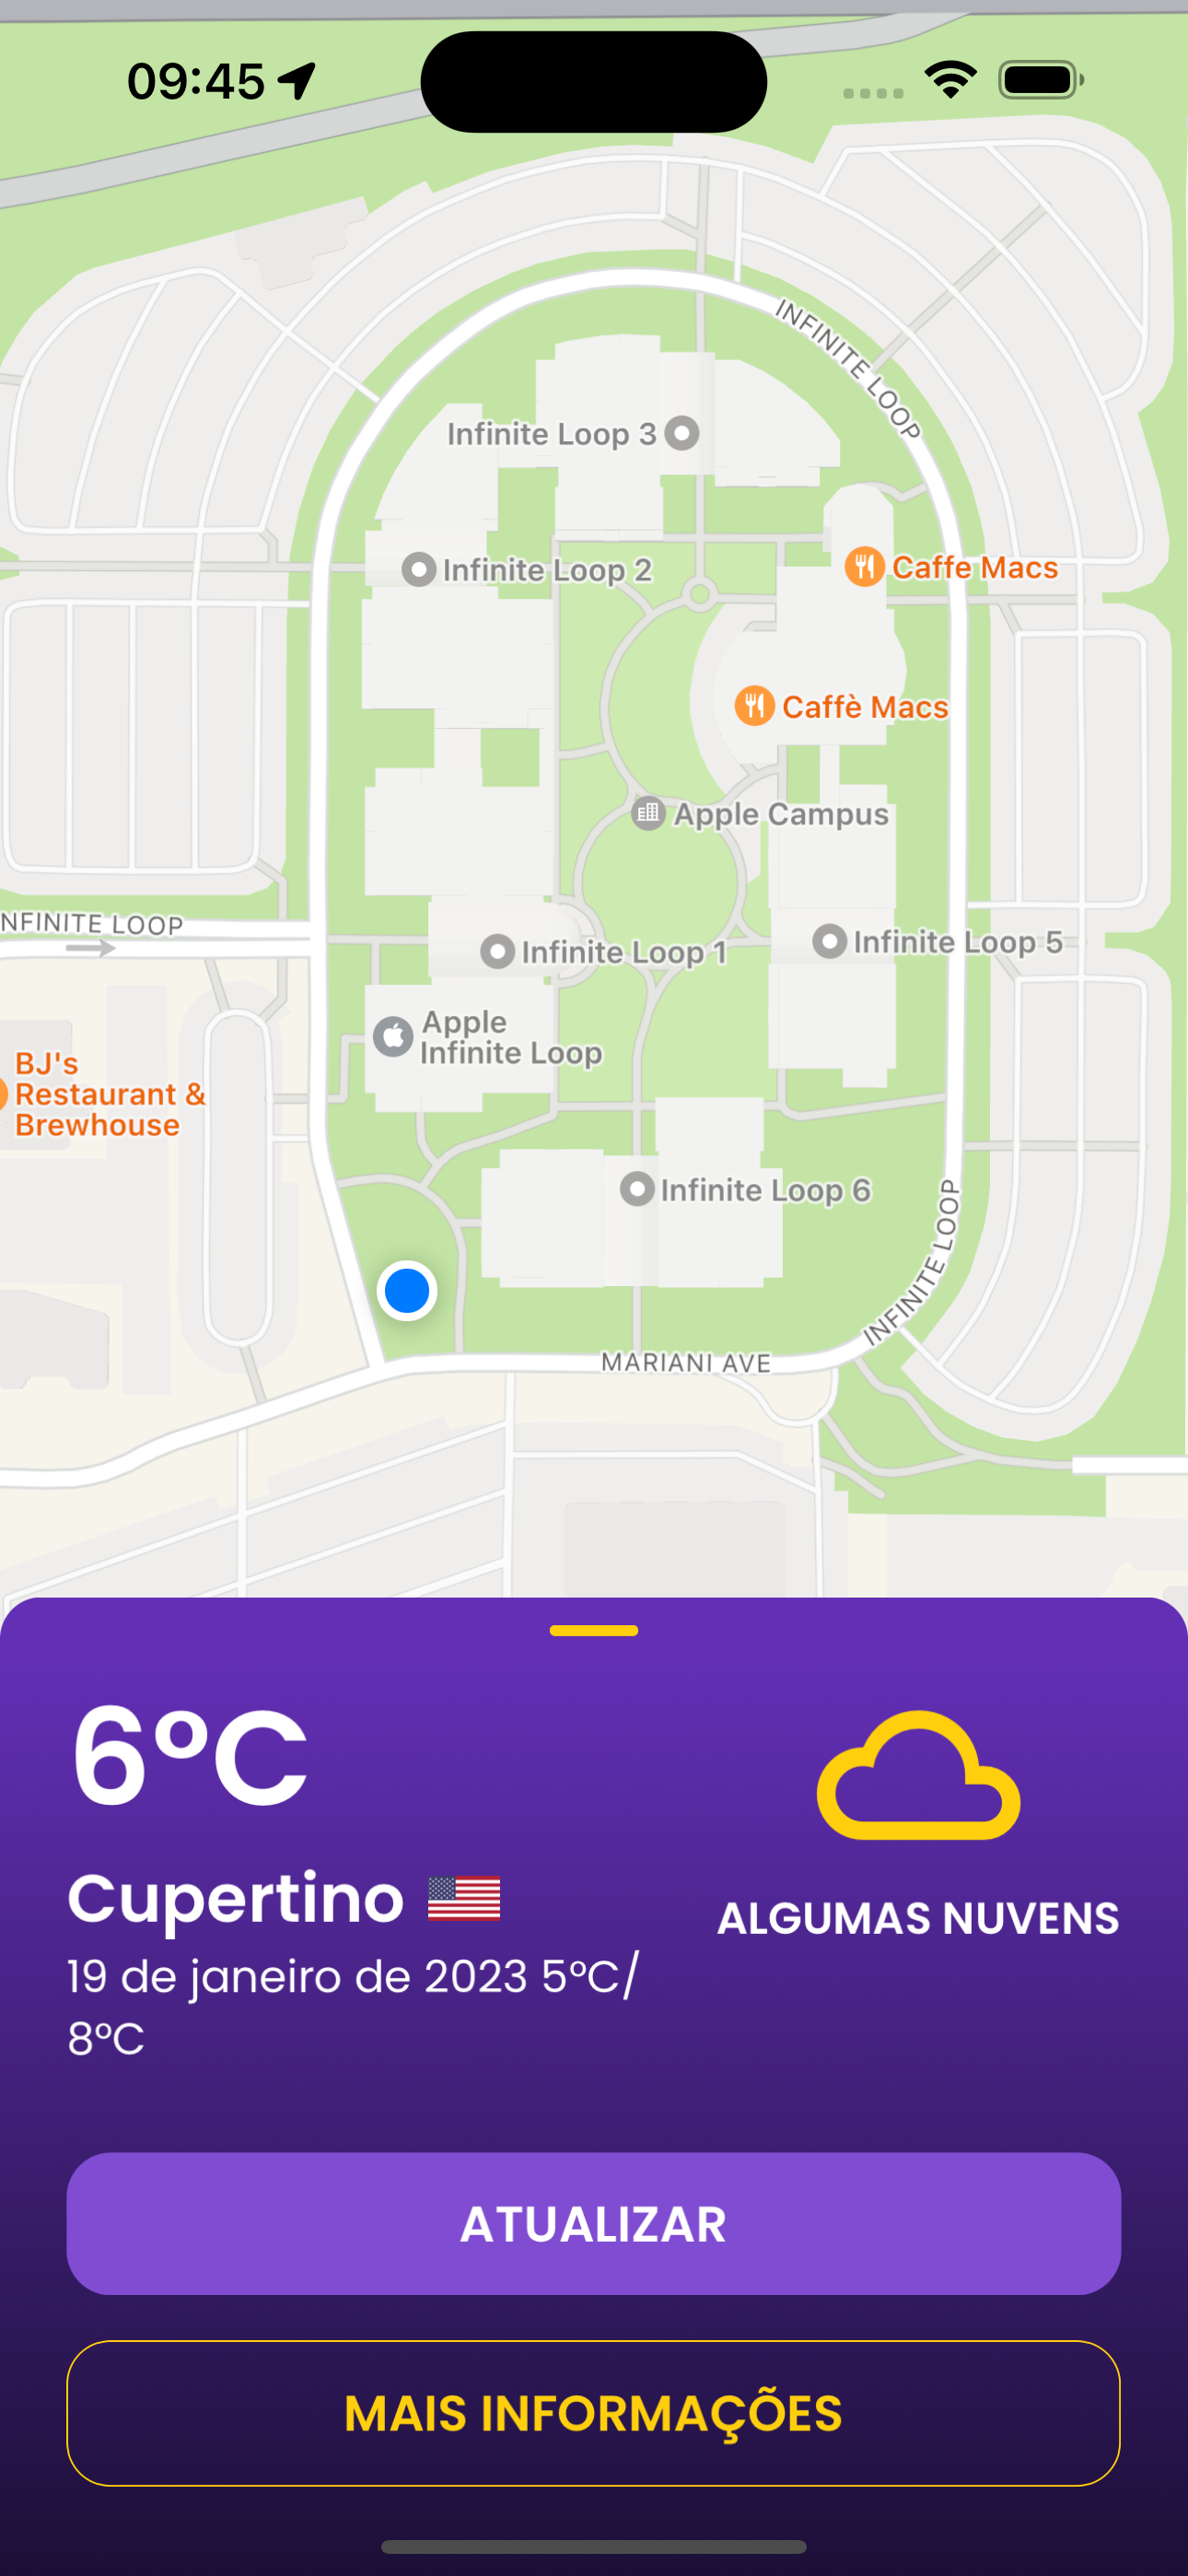 09:45
INFINITE LOOP
Infinite Loop 3
Infinite Loop 2
Caffe Macs
Caffè Macs
Apple Campus
NFINITE LOOP
Infinite Loop 1
Infinite Loop 5
Apple
Infinite Loop
BJ's
Restaurant &
Brewhouse
Infinite Loop 6
INFINITE LOOP
MARIANI AVE
6°C
Cupertino
ALGUMAS NUVENS
19 de janeiro de 2023 5°C/
8°C
ATUALIZAR
MAIS INFORMAÇÕES